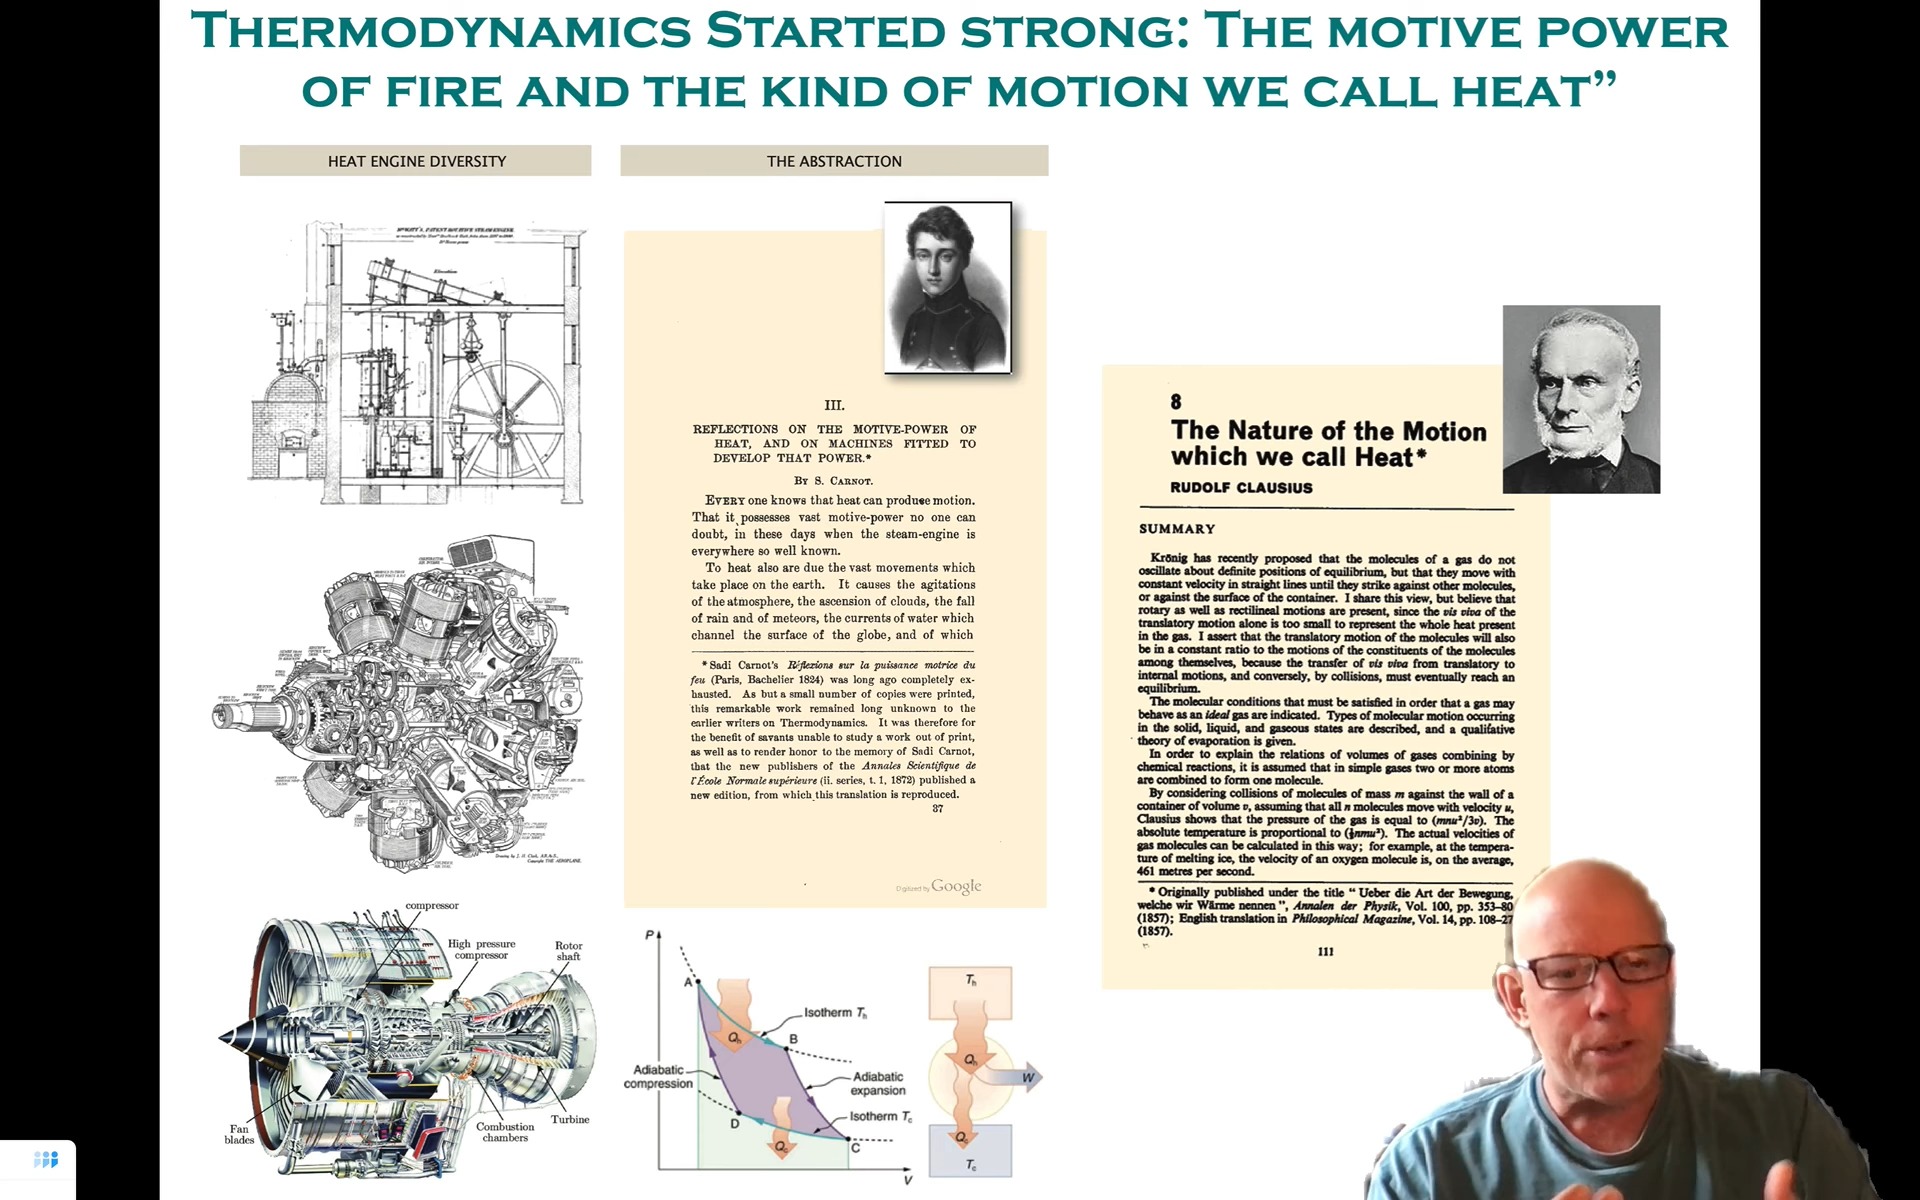 THERMODYNAMICS STARTED STRONG: THE MOTIVE POWER
OF FIRE AND THE KIND OF MOTION WE CALL HEAT”
HEAT ENGINE DIVERSITY
THE ABSTRACTION
Elevation
III.
REFLECTIONS ON THE MOTIVE-POWER OF
HEAT, AND ON MACHINES FITTED TO
DEVELOP THAT POWER.*
BY S. CARNOT.
EVERY one knows that heat can produce motion.
That it possesses vast motive-power no one can
doubt, in these days when the steam-engine is
everywhere so well known.
To heat also are due the vast movements which
take place on the earth. It causes the agitations
of the atmosphere, the ascension of clouds, the fall
of rain and of meteors, the currents of water which
channel the surface of the globe, and of which
* Sadi Carnot's Réflexions sur la puissance motrice du
feu (Paris, Bachelier 1824) was long ago completely ex-
hausted. As but a small number of copies were printed,
this remarkable work remained long unknown to the
earlier writers on Thermodynamics. It was therefore for
the benefit of savants unable to study a work out of print,
as well as to render honor to the memory of Sadi Carnot,
that the new publishers of the Annales Scientifique de
l'École Normale supérieure (ii. series, t. 1, 1872) published a
new edition, from which this translation is reproduced.
37
Digitized by Google
8
The Nature of the Motion
which we call Heat*
RUDOLF CLAUSIUS
SUMMARY
Krönig has recently proposed that the molecules of a gas do not
oscillate about definite positions of equilibrium, but that they move with
constant velocity in straight lines until they strike against other molecules,
or against the surface of the container. I share this view, but believe that
rotary as well as rectilineal motions are present, since the vis viva of the
translatory motion alone is too small to represent the whole heat present
in the gas. I assert that the translatory motion of the molecules will also
be in a constant ratio to the motions of the constituents of the molecules
among themselves, because the transfer of vis viva from translatory to
internal motions, and conversely, by collisions, must eventually reach an
equilibrium.
The molecular conditions that must be satisfied in order that a gas may
behave as an ideal gas are indicated. Types of molecular motion occurring
in the solid, liquid, and gaseous states are described, and a qualitative
theory of evaporation is given.
In order to explain the relations of volumes of gases combining by
chemical reactions, it is assumed that in simple gases two or more atoms
are combined to form one molecule.
By considering collisions of molecules of mass m against the wall of a
container of volume v, assuming that all n molecules move with velocity u,
Clausius shows that the pressure of the gas is equal to (mnu²/3v). The
absolute temperature is proportional to (½nmu²). The actual velocities of
gas molecules can be calculated in this way; for example, at the tempera-
ture of melting ice, the velocity of an oxygen molecule is, on the average,
461 metres per second.
* Originally published under the title “ Ueber die Art der Bewegung,
welche wir Wärme nennen ”, Annalen der Physik, Vol. 100, pp. 353–80
(1857); English translation in Philosophical Magazine, Vol. 14, pp. 108–27
(1857).
111
compressor
High pressure
compressor
Rotor
shaft
Fan
blades
Combustion
chambers
Turbine
P
A
Isotherm Th
Qh
B
Adiabatic
compression
Adiabatic
expansion
Isotherm Tc
D
Qc
C
V
Th
Qh
W
Qc
Tc